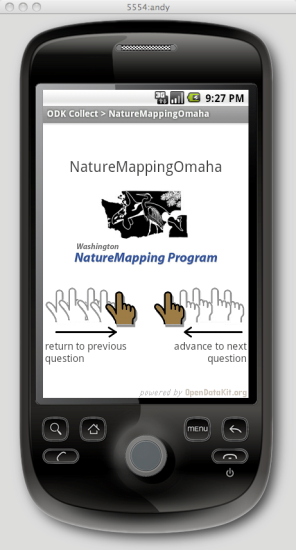 5554:andy
3G
9:27 PM
ODK Collect > NatureMappingOmaha
NatureMappingOmaha
Washington
NatureMapping Program
return to previous
question
advance to next
question
powered by OpenDataKit.org
MENU